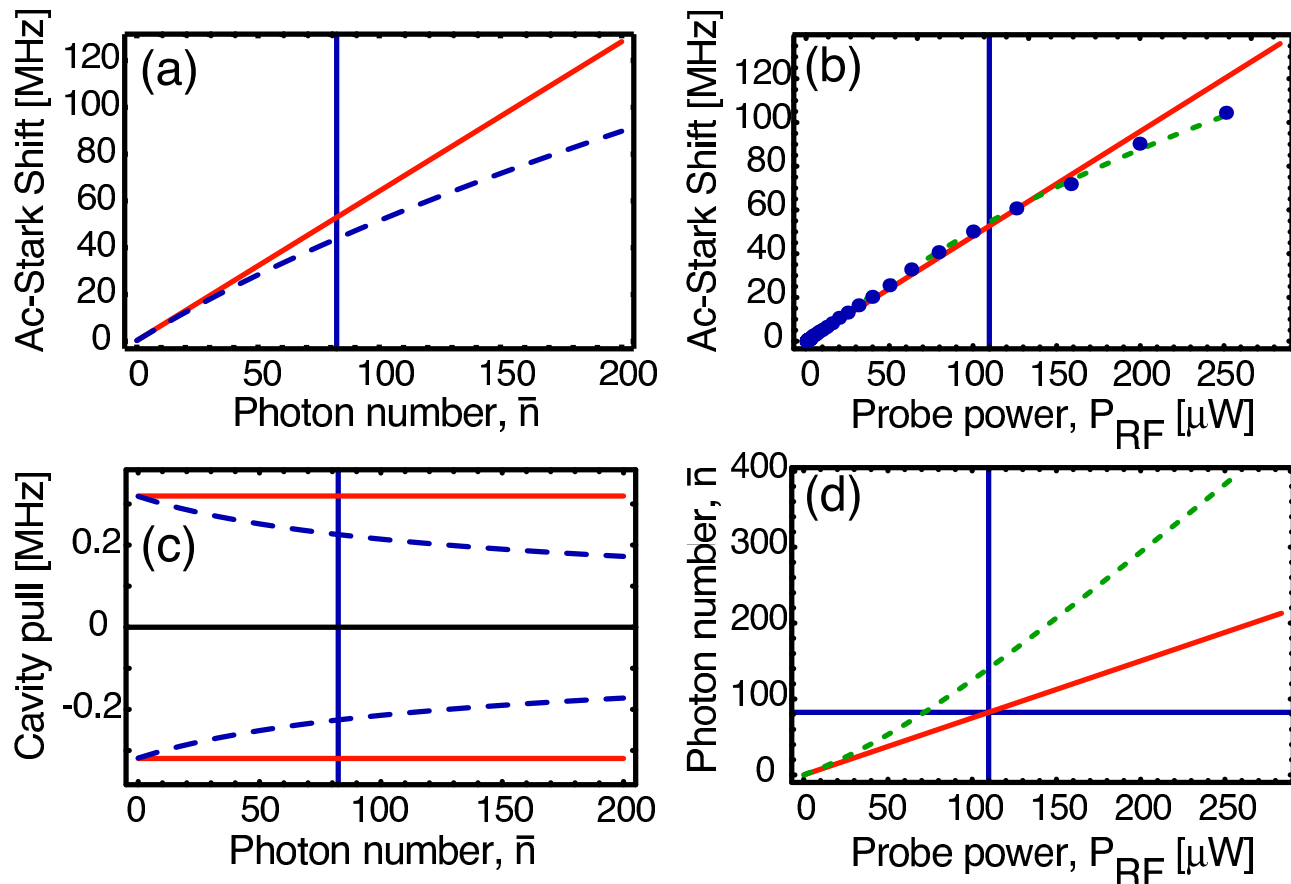 (a)
Ac-Stark Shift [MHz]
120
100
80
60
40
20
0
0 50 100 150 200
Photon number, n̄
(b)
Ac-Stark Shift [MHz]
120
100
80
60
40
20
0
0 50 100 150 200 250
Probe power, P_RF [µW]
(c)
Cavity pull [MHz]
0.2
0
-0.2
0 50 100 150 200
Photon number, n̄
(d)
Photon number, n̄
400
300
200
100
0
0 50 100 150 200 250
Probe power, P_RF [µW]